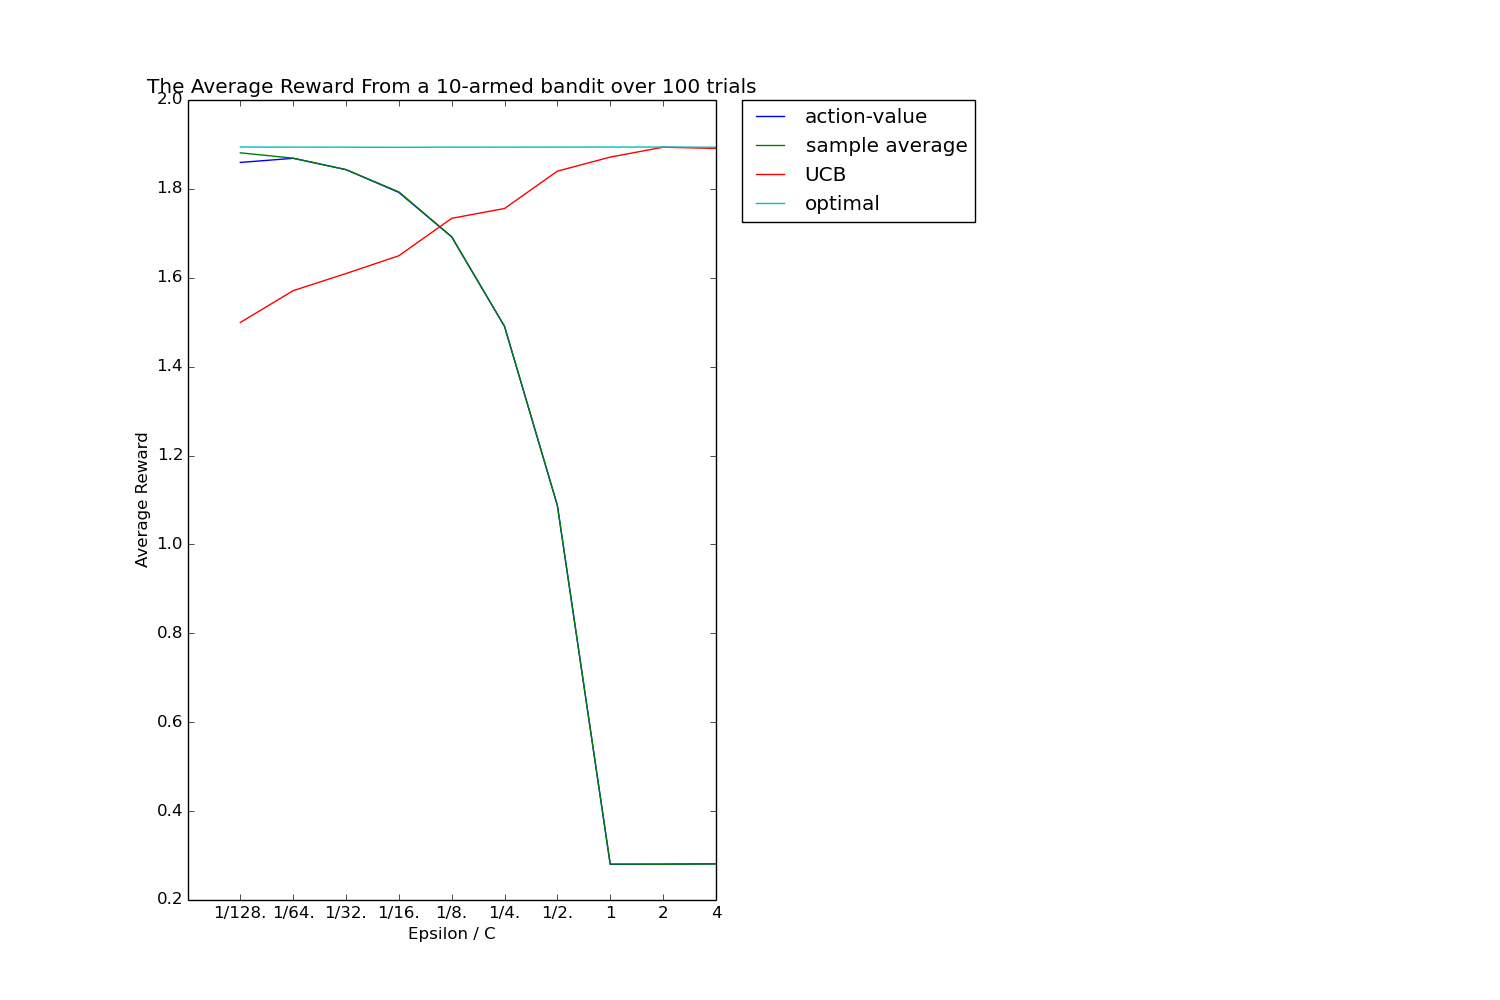 The Average Reward From a 10-armed bandit over 100 trials
2.0
1.8
1.6
1.4
1.2
1.0
0.8
0.6
0.4
0.2
Average Reward
1/128. 1/64. 1/32. 1/16. 1/8. 1/4. 1/2. 1 2 4
Epsilon / C
action-value
sample average
UCB
optimal